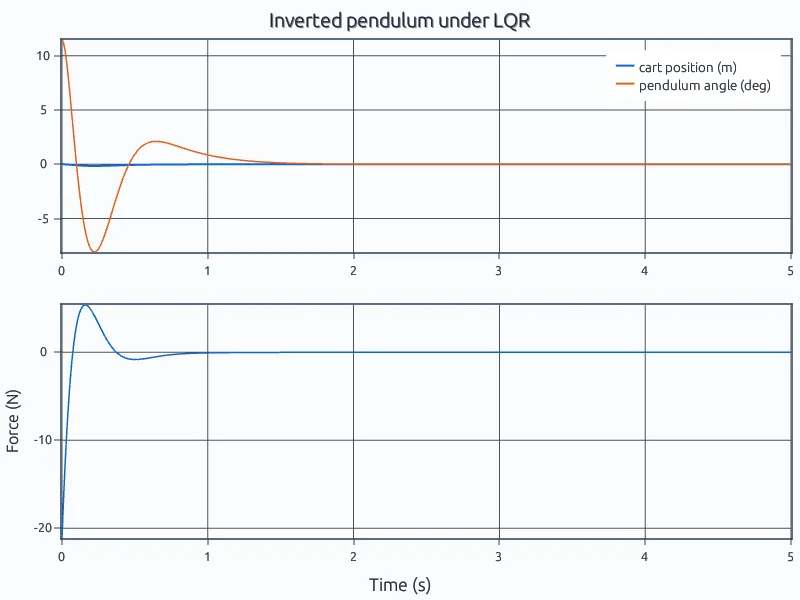 Inverted pendulum under LQR
cart position (m)
pendulum angle (deg)
10
5
0
-5
0 1 2 3 4 5
Force (N)
0
-10
-20
0 1 2 3 4 5
Time (s)